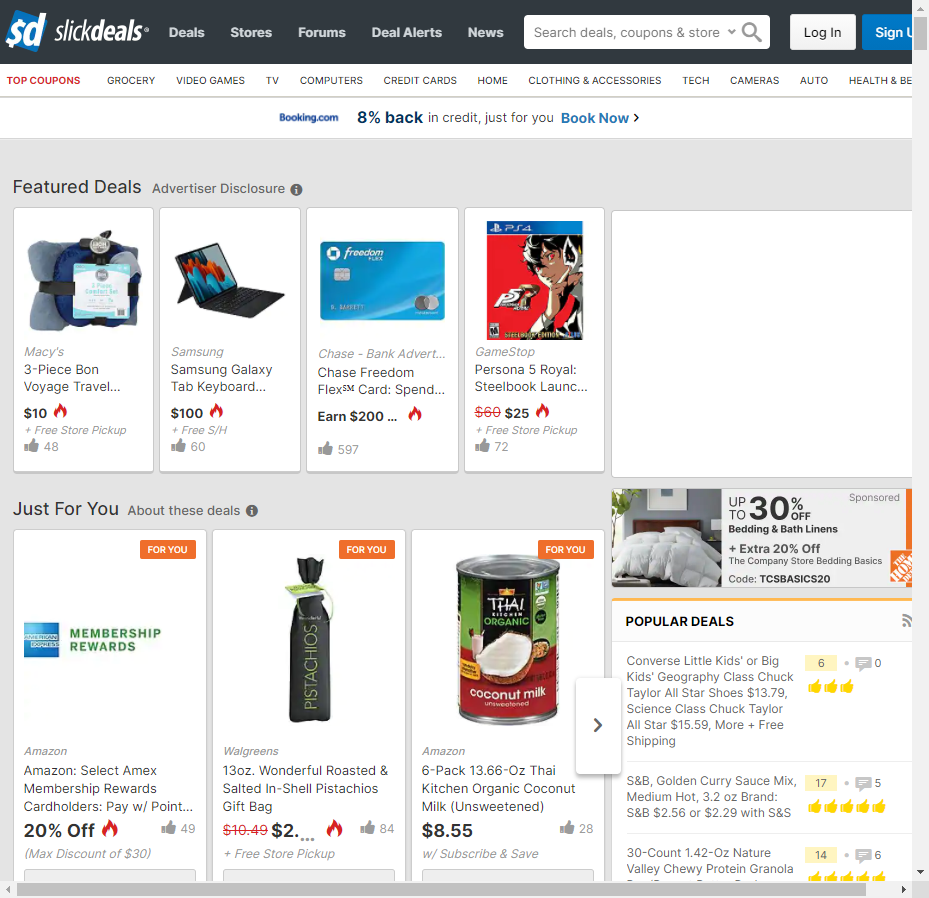 sd slickdeals® Deals Stores Forums Deal Alerts News Search deals, coupons & store Log In Sign U
TOP COUPONS GROCERY VIDEO GAMES TV COMPUTERS CREDIT CARDS HOME CLOTHING & ACCESSORIES TECH CAMERAS AUTO HEALTH & BE
Booking.com 8% back in credit, just for you Book Now
Featured Deals Advertiser Disclosure
Macy's
3-Piece Bon
Voyage Travel...
$10
+ Free Store Pickup
48
Samsung
Samsung Galaxy
Tab Keyboard...
$100
+ Free S/H
60
freedom
FLEX
Chase - Bank Advert...
Chase Freedom
Flex℠ Card: Spend...
Earn $200 ...
597
PS4
P5
STEELBOOK EDITION
GameStop
Persona 5 Royal:
Steelbook Launc...
$60 $25
+ Free Store Pickup
72
Just For You About these deals
FOR YOU
AMERICAN
EXPRESS
MEMBERSHIP
REWARDS
Amazon
Amazon: Select Amex
Membership Rewards
Cardholders: Pay w/ Point...
20% Off
49
(Max Discount of $30)
FOR YOU
PISTACHIOS
Walgreens
13oz. Wonderful Roasted &
Salted In-Shell Pistachios
Gift Bag
$10.49 $2....
84
+ Free Store Pickup
FOR YOU
THAI
KITCHEN
ORGANIC
coconut milk
unsweetened
Amazon
6-Pack 13.66-Oz Thai
Kitchen Organic Coconut
Milk (Unsweetened)
$8.55
28
w/ Subscribe & Save
Sponsored
UP TO 30% OFF
Bedding & Bath Linens
+ Extra 20% Off
The Company Store Bedding Basics
Code: TCSBASICS20
POPULAR DEALS
Converse Little Kids' or Big
Kids' Geography Class Chuck
Taylor All Star Shoes $13.79,
Science Class Chuck Taylor
All Star $15.59, More + Free
Shipping
6 0
S&B, Golden Curry Sauce Mix,
Medium Hot, 3.2 oz Brand:
S&B $2.56 or $2.29 with S&S
17 5
30-Count 1.42-Oz Nature
Valley Chewy Protein Granola
14 6